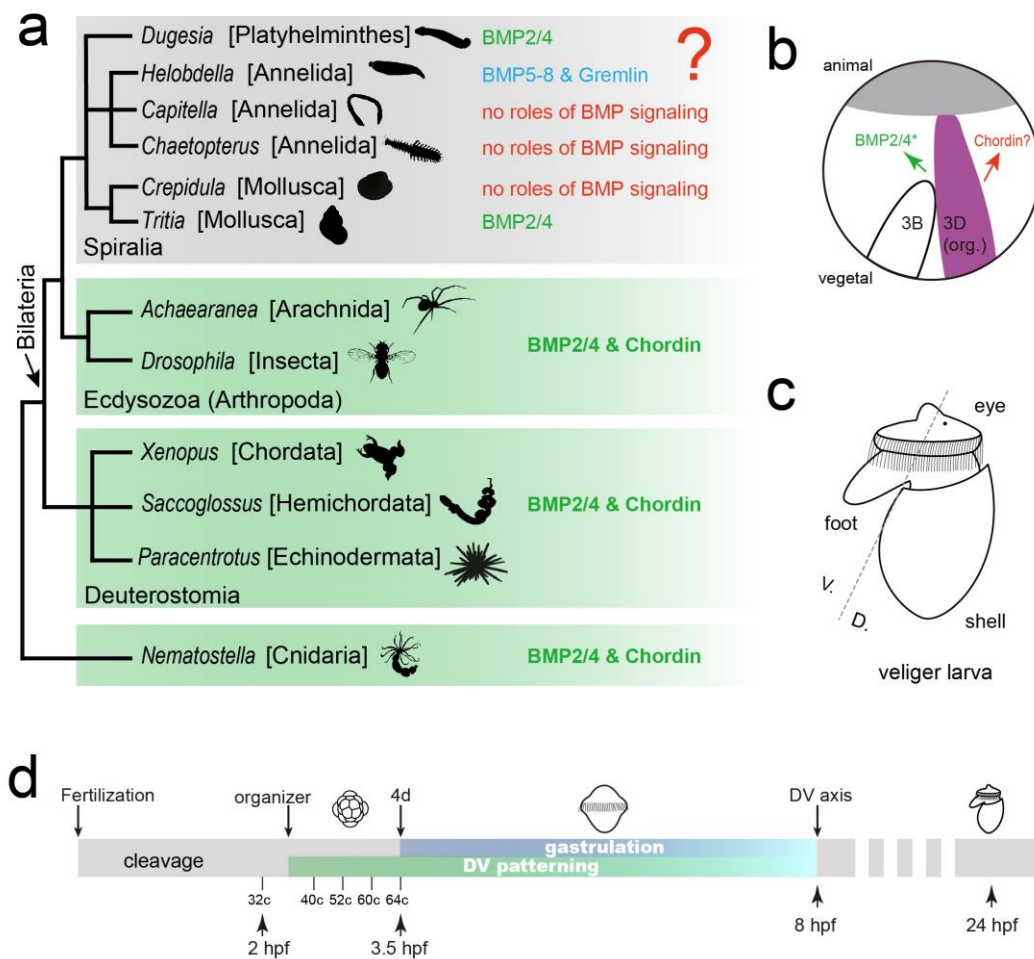 a
Dugesia [Platyhelminthes] BMP2/4
?
Helobdella [Annelida] BMP5-8 & Gremlin
Capitella [Annelida] no roles of BMP signaling
Chaetopterus [Annelida] no roles of BMP signaling
Crepidula [Mollusca] no roles of BMP signaling
Tritia [Mollusca] BMP2/4
Spiralia
Bilateria
Achaearanea [Arachnida]
BMP2/4 & Chordin
Drosophila [Insecta]
Ecdysozoa (Arthropoda)
Xenopus [Chordata]
Saccoglossus [Hemichordata] BMP2/4 & Chordin
Paracentrotus [Echinodermata]
Deuterostomia
Nematostella [Cnidaria] BMP2/4 & Chordin
b
animal
BMP2/4* Chordin?
3B 3D
(org.)
vegetal
c
eye
foot
V.
D.
shell
veliger larva
d
Fertilization organizer 4d DV axis
cleavage gastrulation
DV patterning
32c 40c 52c 60c 64c
2 hpf 3.5 hpf 8 hpf 24 hpf